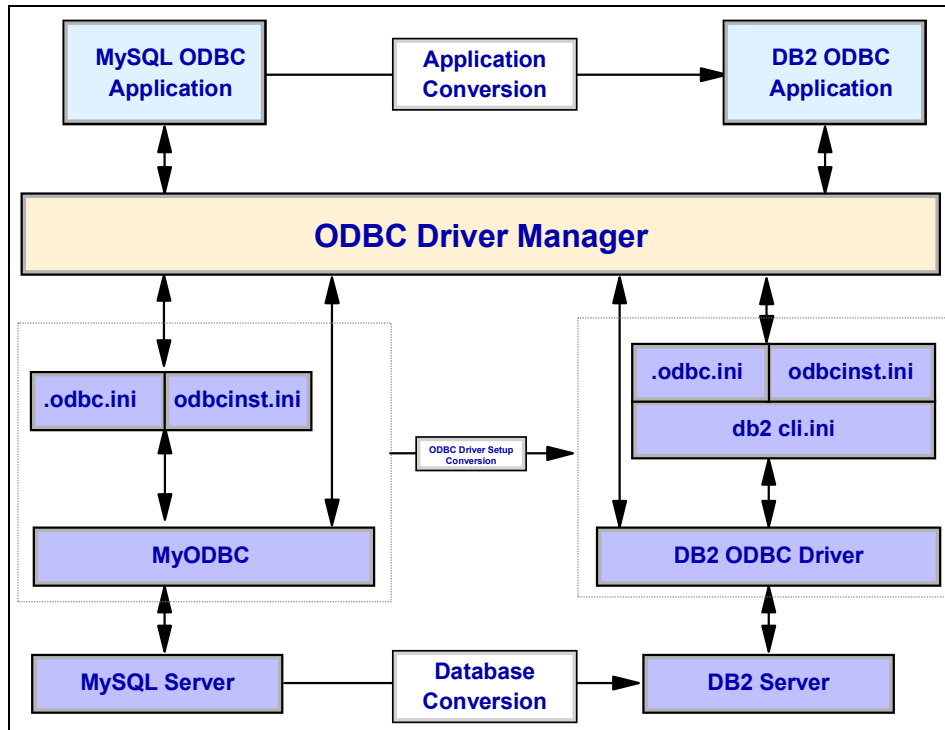 MySQL ODBC
Application
Application
Conversion
DB2 ODBC
Application
ODBC Driver Manager
.odbc.ini
odbcinst.ini
.odbc.ini
odbcinst.ini
db2 cli.ini
ODBC Driver Setup
Conversion
MyODBC
DB2 ODBC Driver
MySQL Server
Database
Conversion
DB2 Server